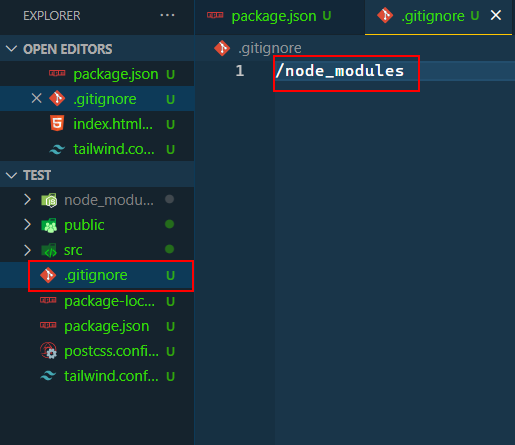 EXPLORER
...
OPEN EDITORS
package.json U
.gitignore U
index.html... U
tailwind.co... U
TEST
node_modu...
public
src
.gitignore U
package-loc... U
package.json U
postcss.confi... U
tailwind.conf... U
package.json U
.gitignore U
.gitignore
1 /node_modules